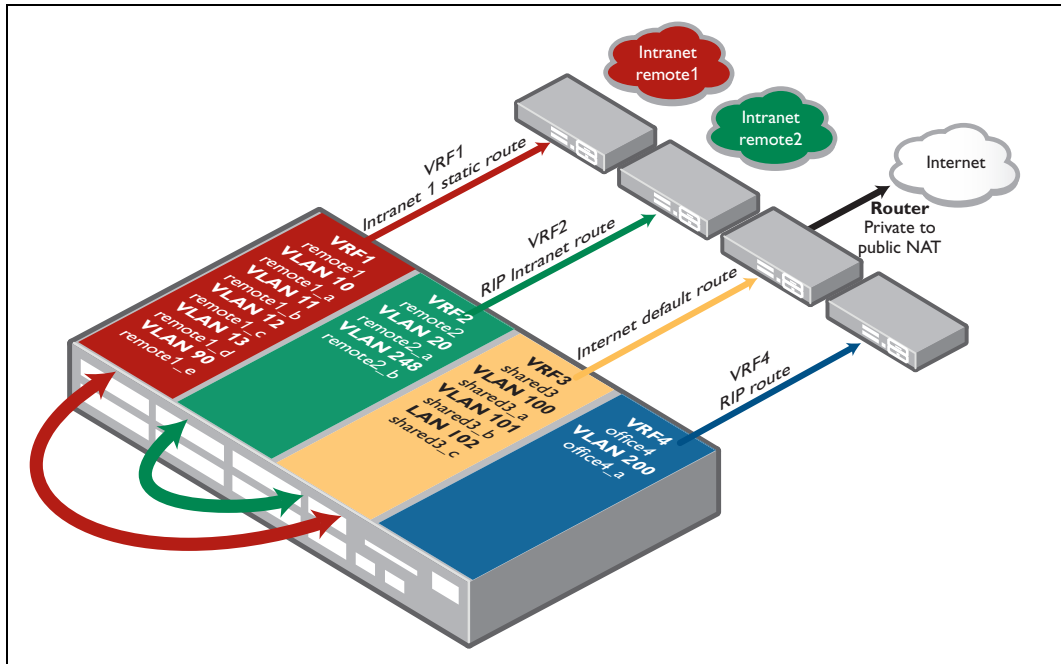 Intranet
remote1
Intranet
remote2
Internet
Router
Private to
public NAT
VRF1
Intranet 1 static route
VRF2
RIP Intranet route
Internet default route
VRF4
RIP route
VRF1
remote1
VLAN 10
remote1_a
VLAN 11
remote1_b
VLAN 12
remote1_c
VLAN 13
remote1_d
VLAN 90
remote1_e
VRF2
remote2
VLAN 20
remote2_a
VLAN 248
remote2_b
VRF3
shared3
VLAN 100
shared3_a
VLAN 101
shared3_b
LAN 102
shared3_c
VRF4
office4
VLAN 200
office4_a